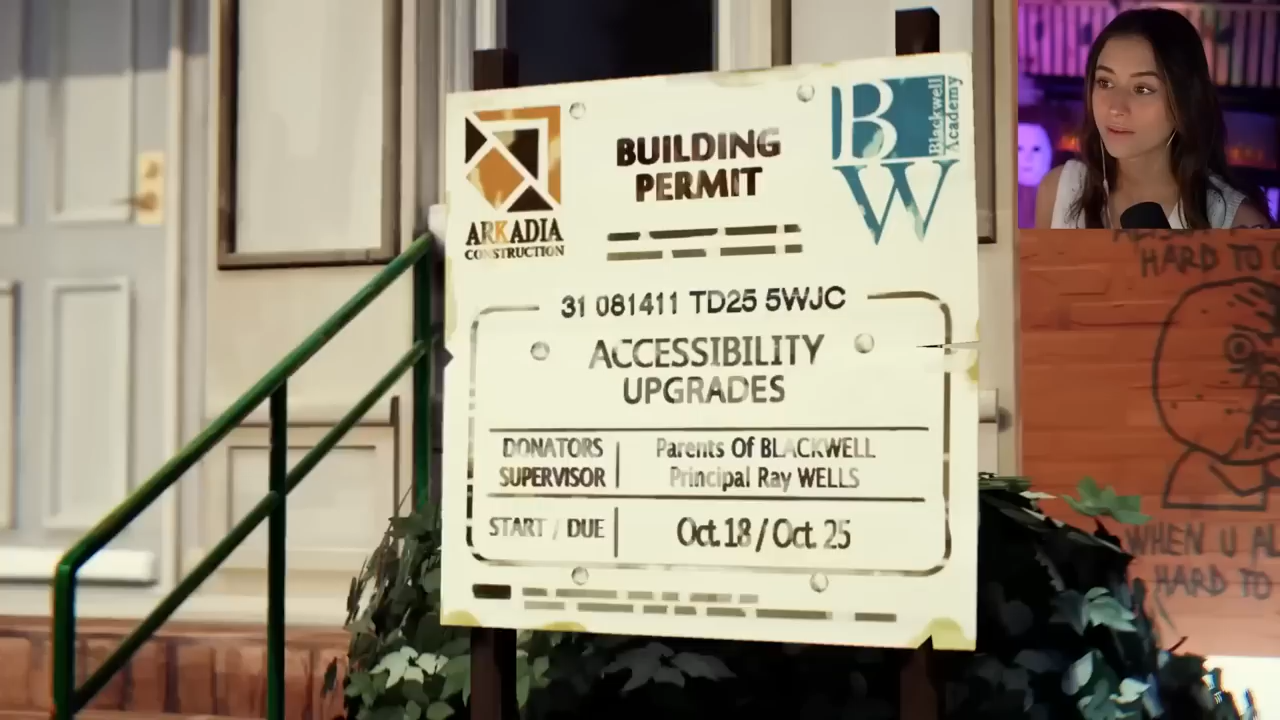 BUILDING
PERMIT
ARKADIA
CONSTRUCTION
BW
Blackwell
Academy
31 081411 TD25 5WJC
ACCESSIBILITY
UPGRADES
DONATORS Parents Of BLACKWELL
SUPERVISOR Principal Ray WELLS
START / DUE Oct 18 / Oct 25
HARD TO
WHEN U AL
HARD TO